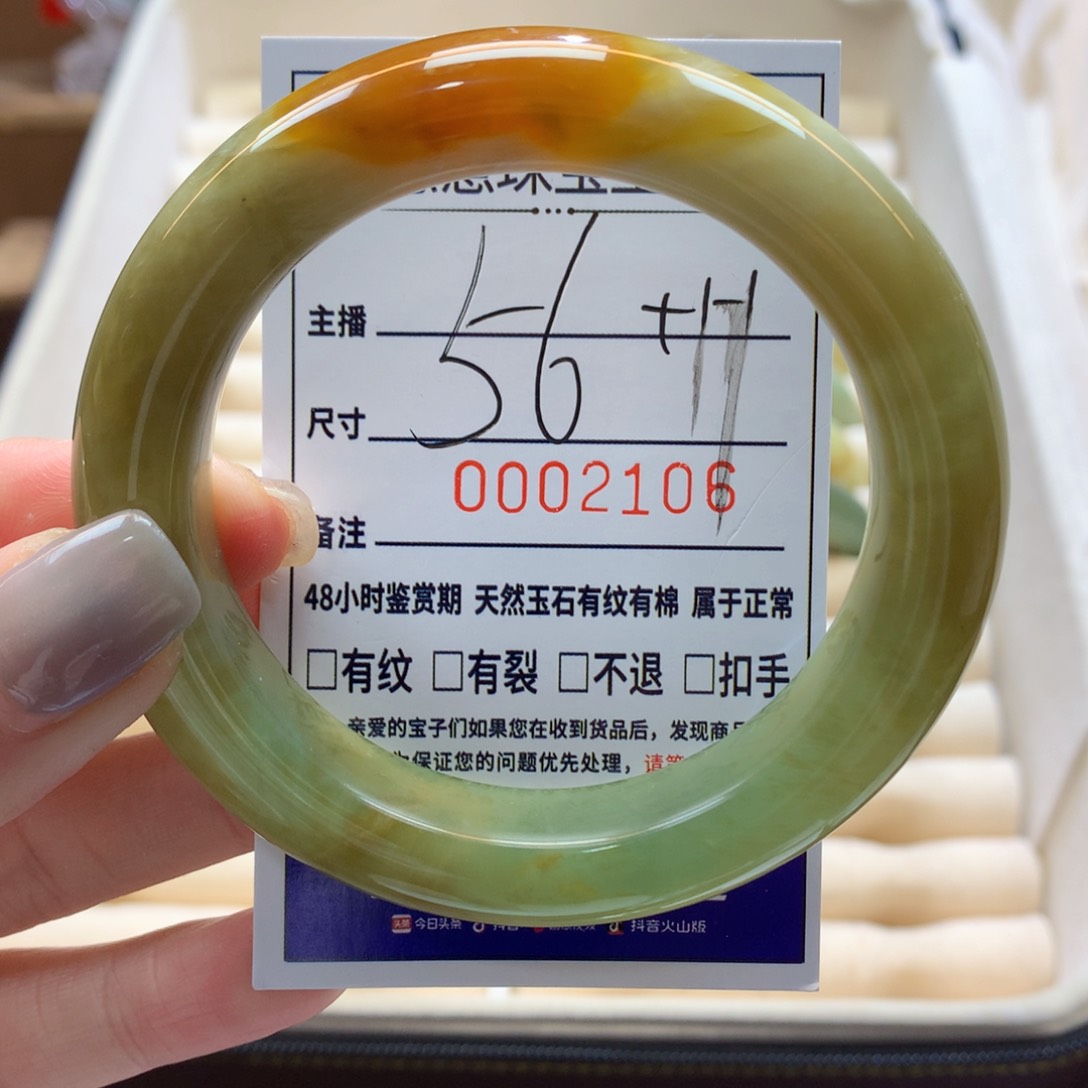 主播
56
尺寸
0002106
备注
48小时鉴赏期 天然玉石有纹有棉 属于正常
□有纹 □有裂 □不退 □扣手
亲爱的宝子们如果您在收到货品后，发现商
保证您的问题优先处理，请
头条 今日头条 抖音 抖音火山版